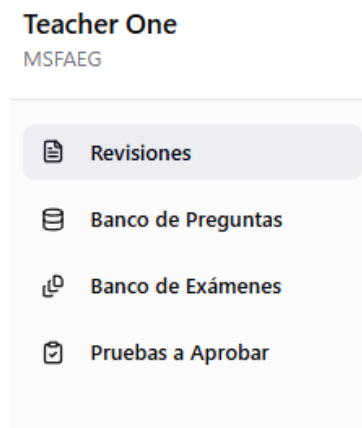 Teacher One
MSFAEG
Revisiones
Banco de Preguntas
Banco de Exámenes
Pruebas a Aprobar